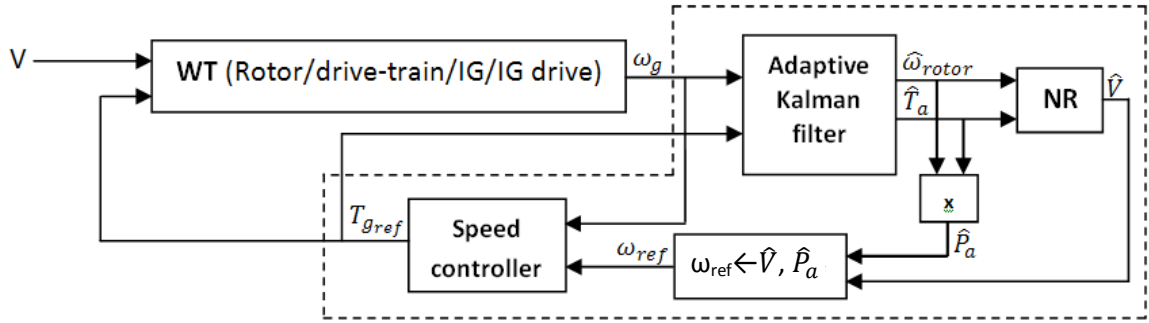 V
WT (Rotor/drive-train/IG/IG drive)
ω_g
Adaptive
Kalman
filter
ω̂_rotor
T̂_a
NR
V̂
x
P̂_a
T_g_ref
Speed
controller
ω_ref
ω_ref←V̂, P̂_a